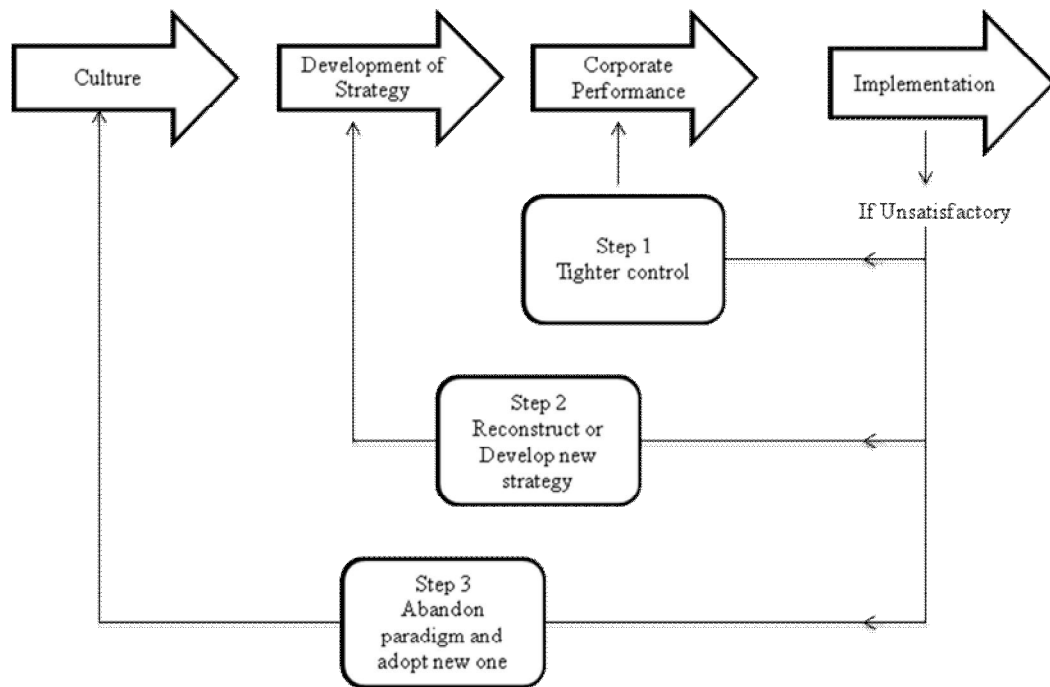 Culture
Development of
Strategy
Corporate
Performance
Implementation
If Unsatisfactory
Step 1
Tighter control
Step 2
Reconstruct or
Develop new
strategy
Step 3
Abandon
paradigm and
adopt new one